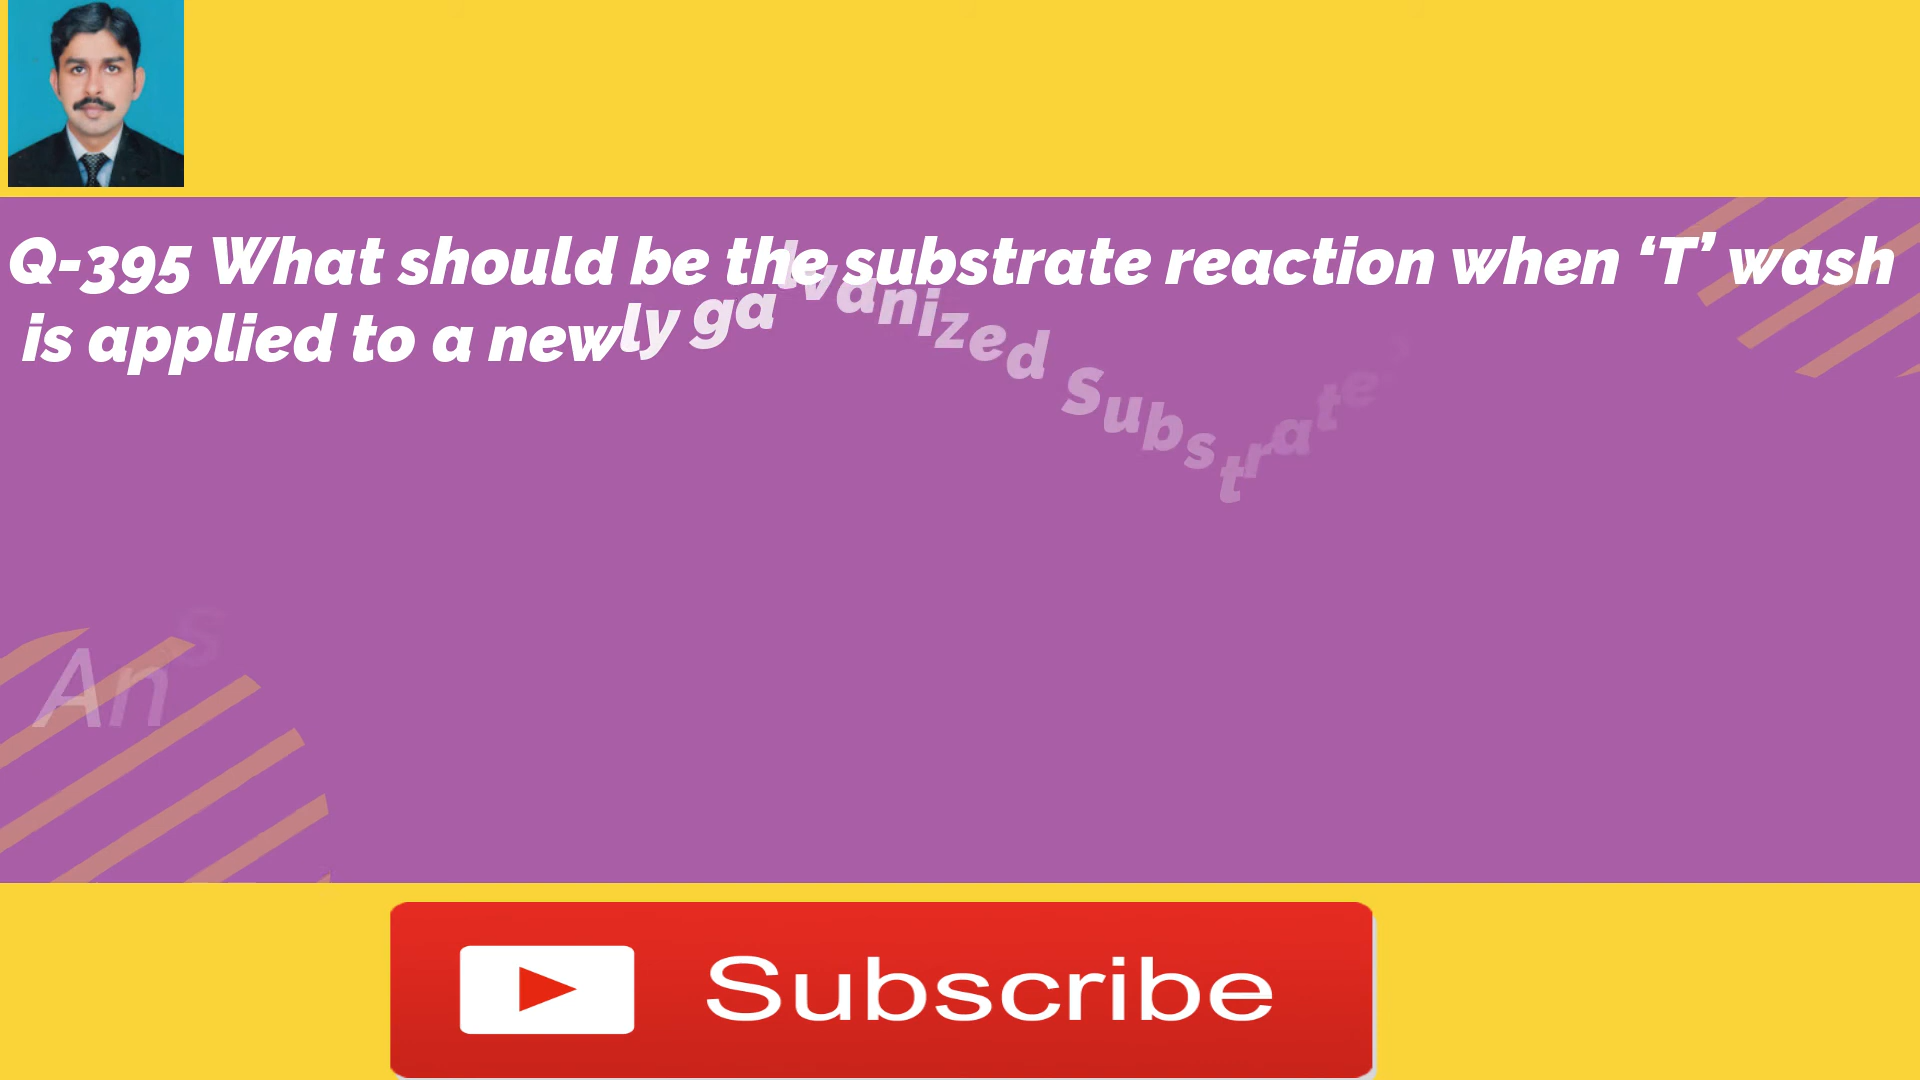 Q-395 What should be the substrate reaction when ‘T’ wash
is applied to a newly galvanized Substrate?
Ans
Subscribe